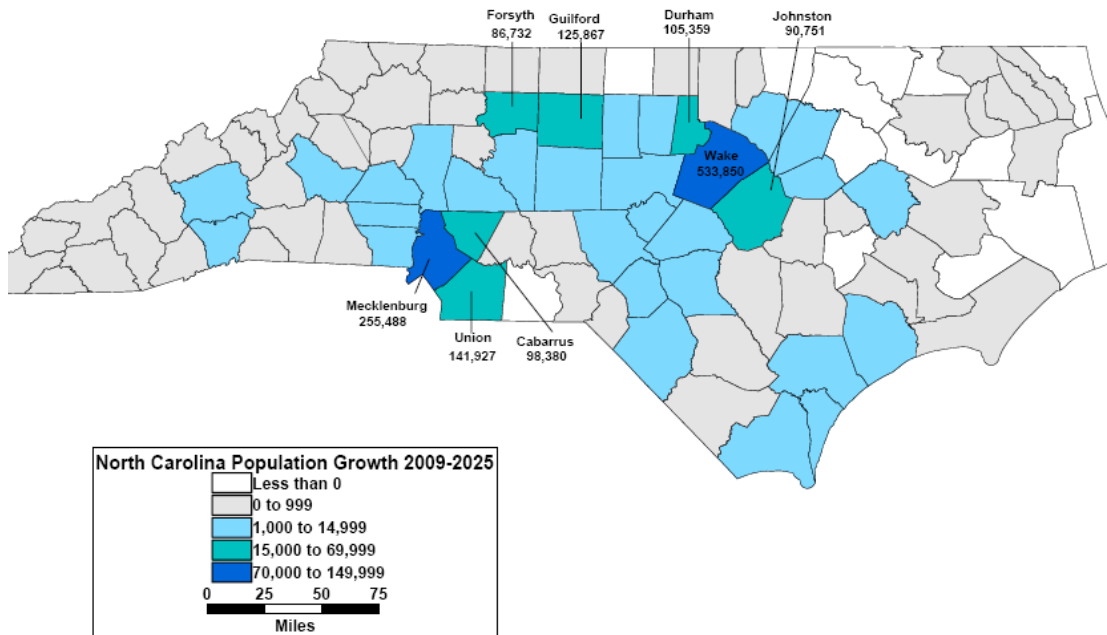 Forsyth
86,732
Guilford
125,867
Durham
105,359
Johnston
90,751
Wake
533,850
Mecklenburg
255,488
Union
141,927
Cabarrus
98,380
North Carolina Population Growth 2009-2025
Less than 0
0 to 999
1,000 to 14,999
15,000 to 69,999
70,000 to 149,999
0 25 50 75
Miles